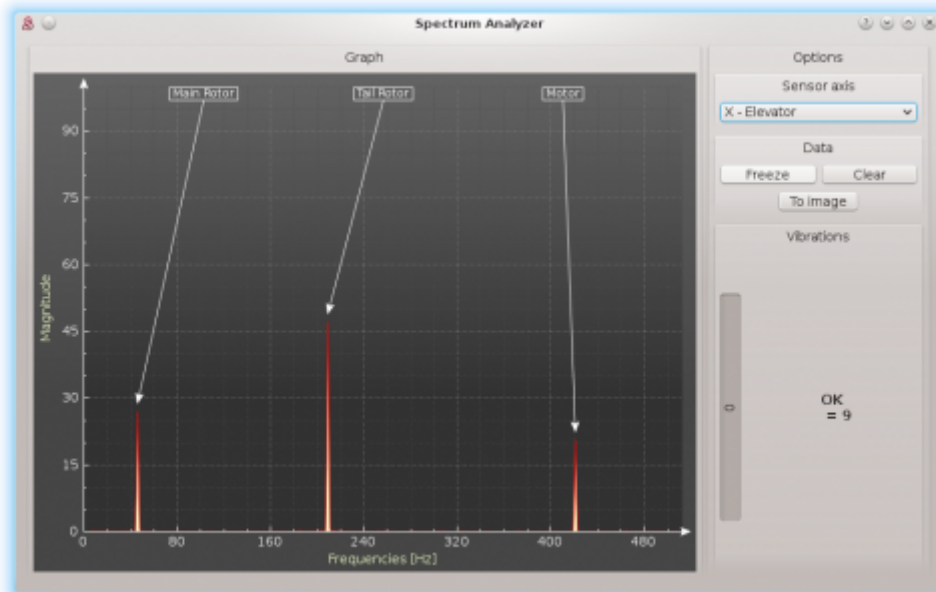 Spectrum Analyzer
Graph
Main Rotor
Tail Rotor
Motor
90
75
60
45
30
15
0
Magnitude
0 80 160 240 320 400 480
Frequencies [Hz]
Options
Sensor axis
X - Elevator
Data
Freeze Clear
To image
Vibrations
0
OK
= 9